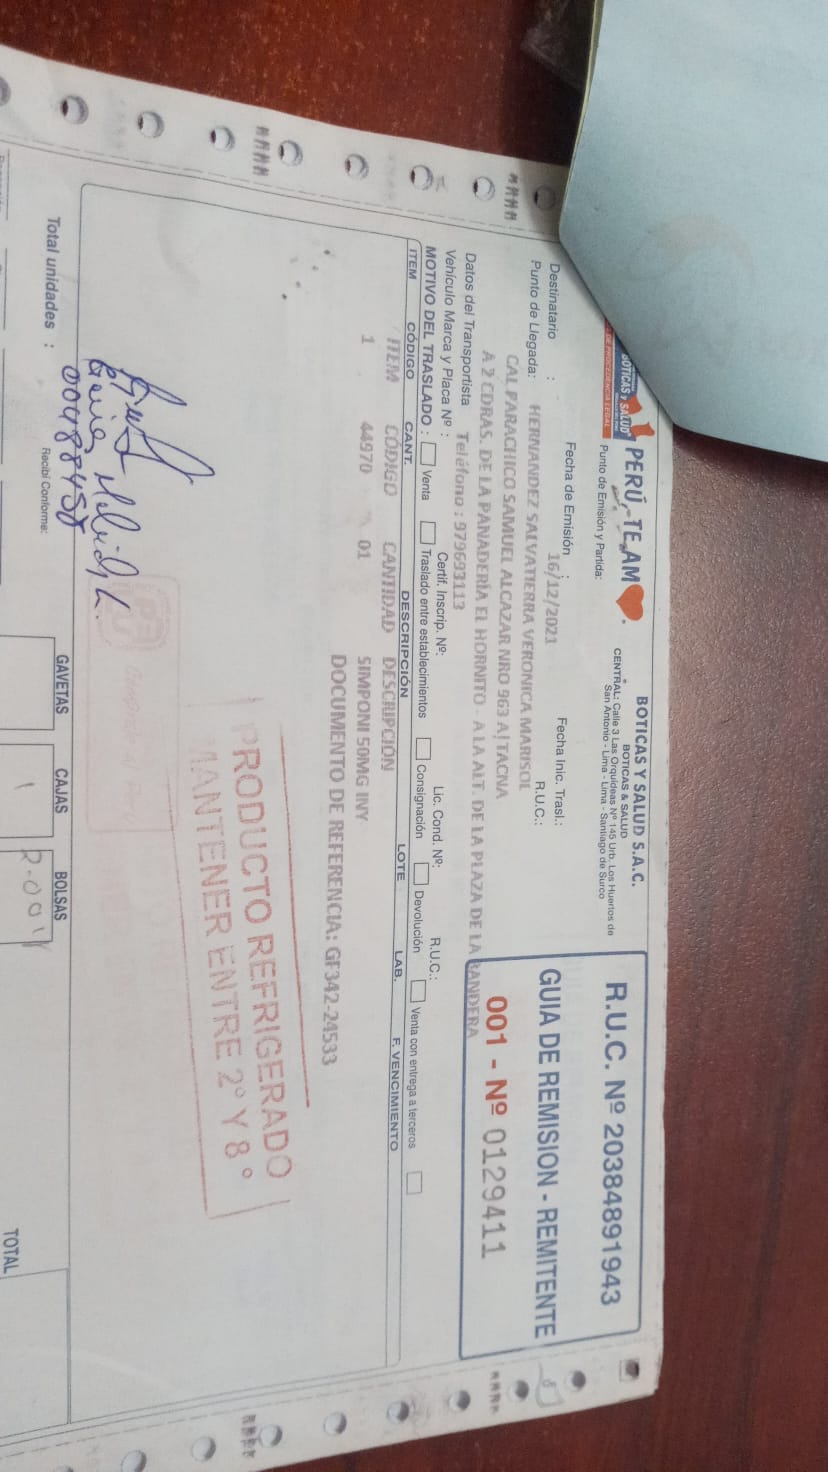 BOTICAS Y SALUD
PERÚ, TE AM
BOTICAS Y SALUD S.A.C.
BOTICAS & SALUD
CENTRAL: Calle 3 Las Orquídeas Nº 145 Urb. Los Huertos de
San Antonio - Lima - Lima - Santiago de Surco
Punto de Emisión y Partida:
R.U.C. Nº 20384891943
GUIA DE REMISION - REMITENTE
001 - Nº 0129411
Fecha de Emisión : 16/12/2021
Fecha Inic. Trasl.:
Destinatario : HERNANDEZ SALVATIERRA VERONICA MARISOL
R.U.C.:
Punto de Llegada: CAL PARACHICO SAMUEL ALCAZAR NRO 963 A| TACNA
A 2 CDRAS. DE LA PANADERÍA EL HORNITO - A LA ALT. DE LA PLAZA DE LA BANDERA
Datos del Transportista Teléfono : 979693113
Vehículo Marca y Placa Nº :
Certif. Inscrip. Nº:
Lic. Cond. Nº:
R.U.C.:
MOTIVO DEL TRASLADO : Venta Traslado entre establecimientos Consignación Devolución Venta con entrega a terceros
ITEM CÓDIGO CANT. DESCRIPCIÓN LOTE LAB. F. VENCIMIENTO
ITEM CÓDIGO CANTIDAD DESCRIPCIÓN
1 44970 01 SIMPONI 50MG INY
DOCUMENTO DE REFERENCIA: GF342-24533
PRODUCTO REFRIGERADO
MANTENER ENTRE 2° Y 8°
00488458
Total unidades :
Recibí Conforme:
GAVETAS CAJAS BOLSAS
1
TOTAL